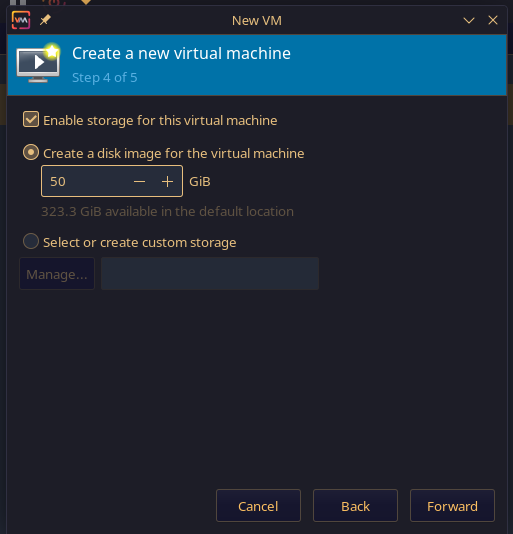 New VM
Create a new virtual machine
Step 4 of 5
Enable storage for this virtual machine
Create a disk image for the virtual machine
50 GiB
323.3 GiB available in the default location
Select or create custom storage
Manage...
Cancel Back Forward